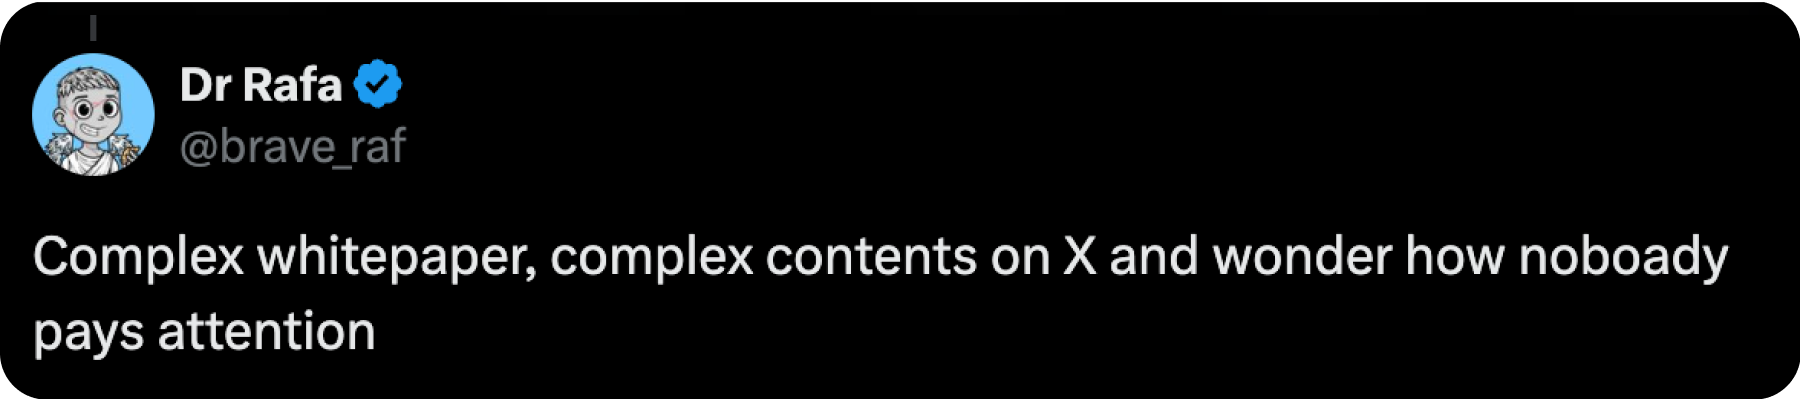 Dr Rafa
@brave_raf
Complex whitepaper, complex contents on X and wonder how noboady
pays attention